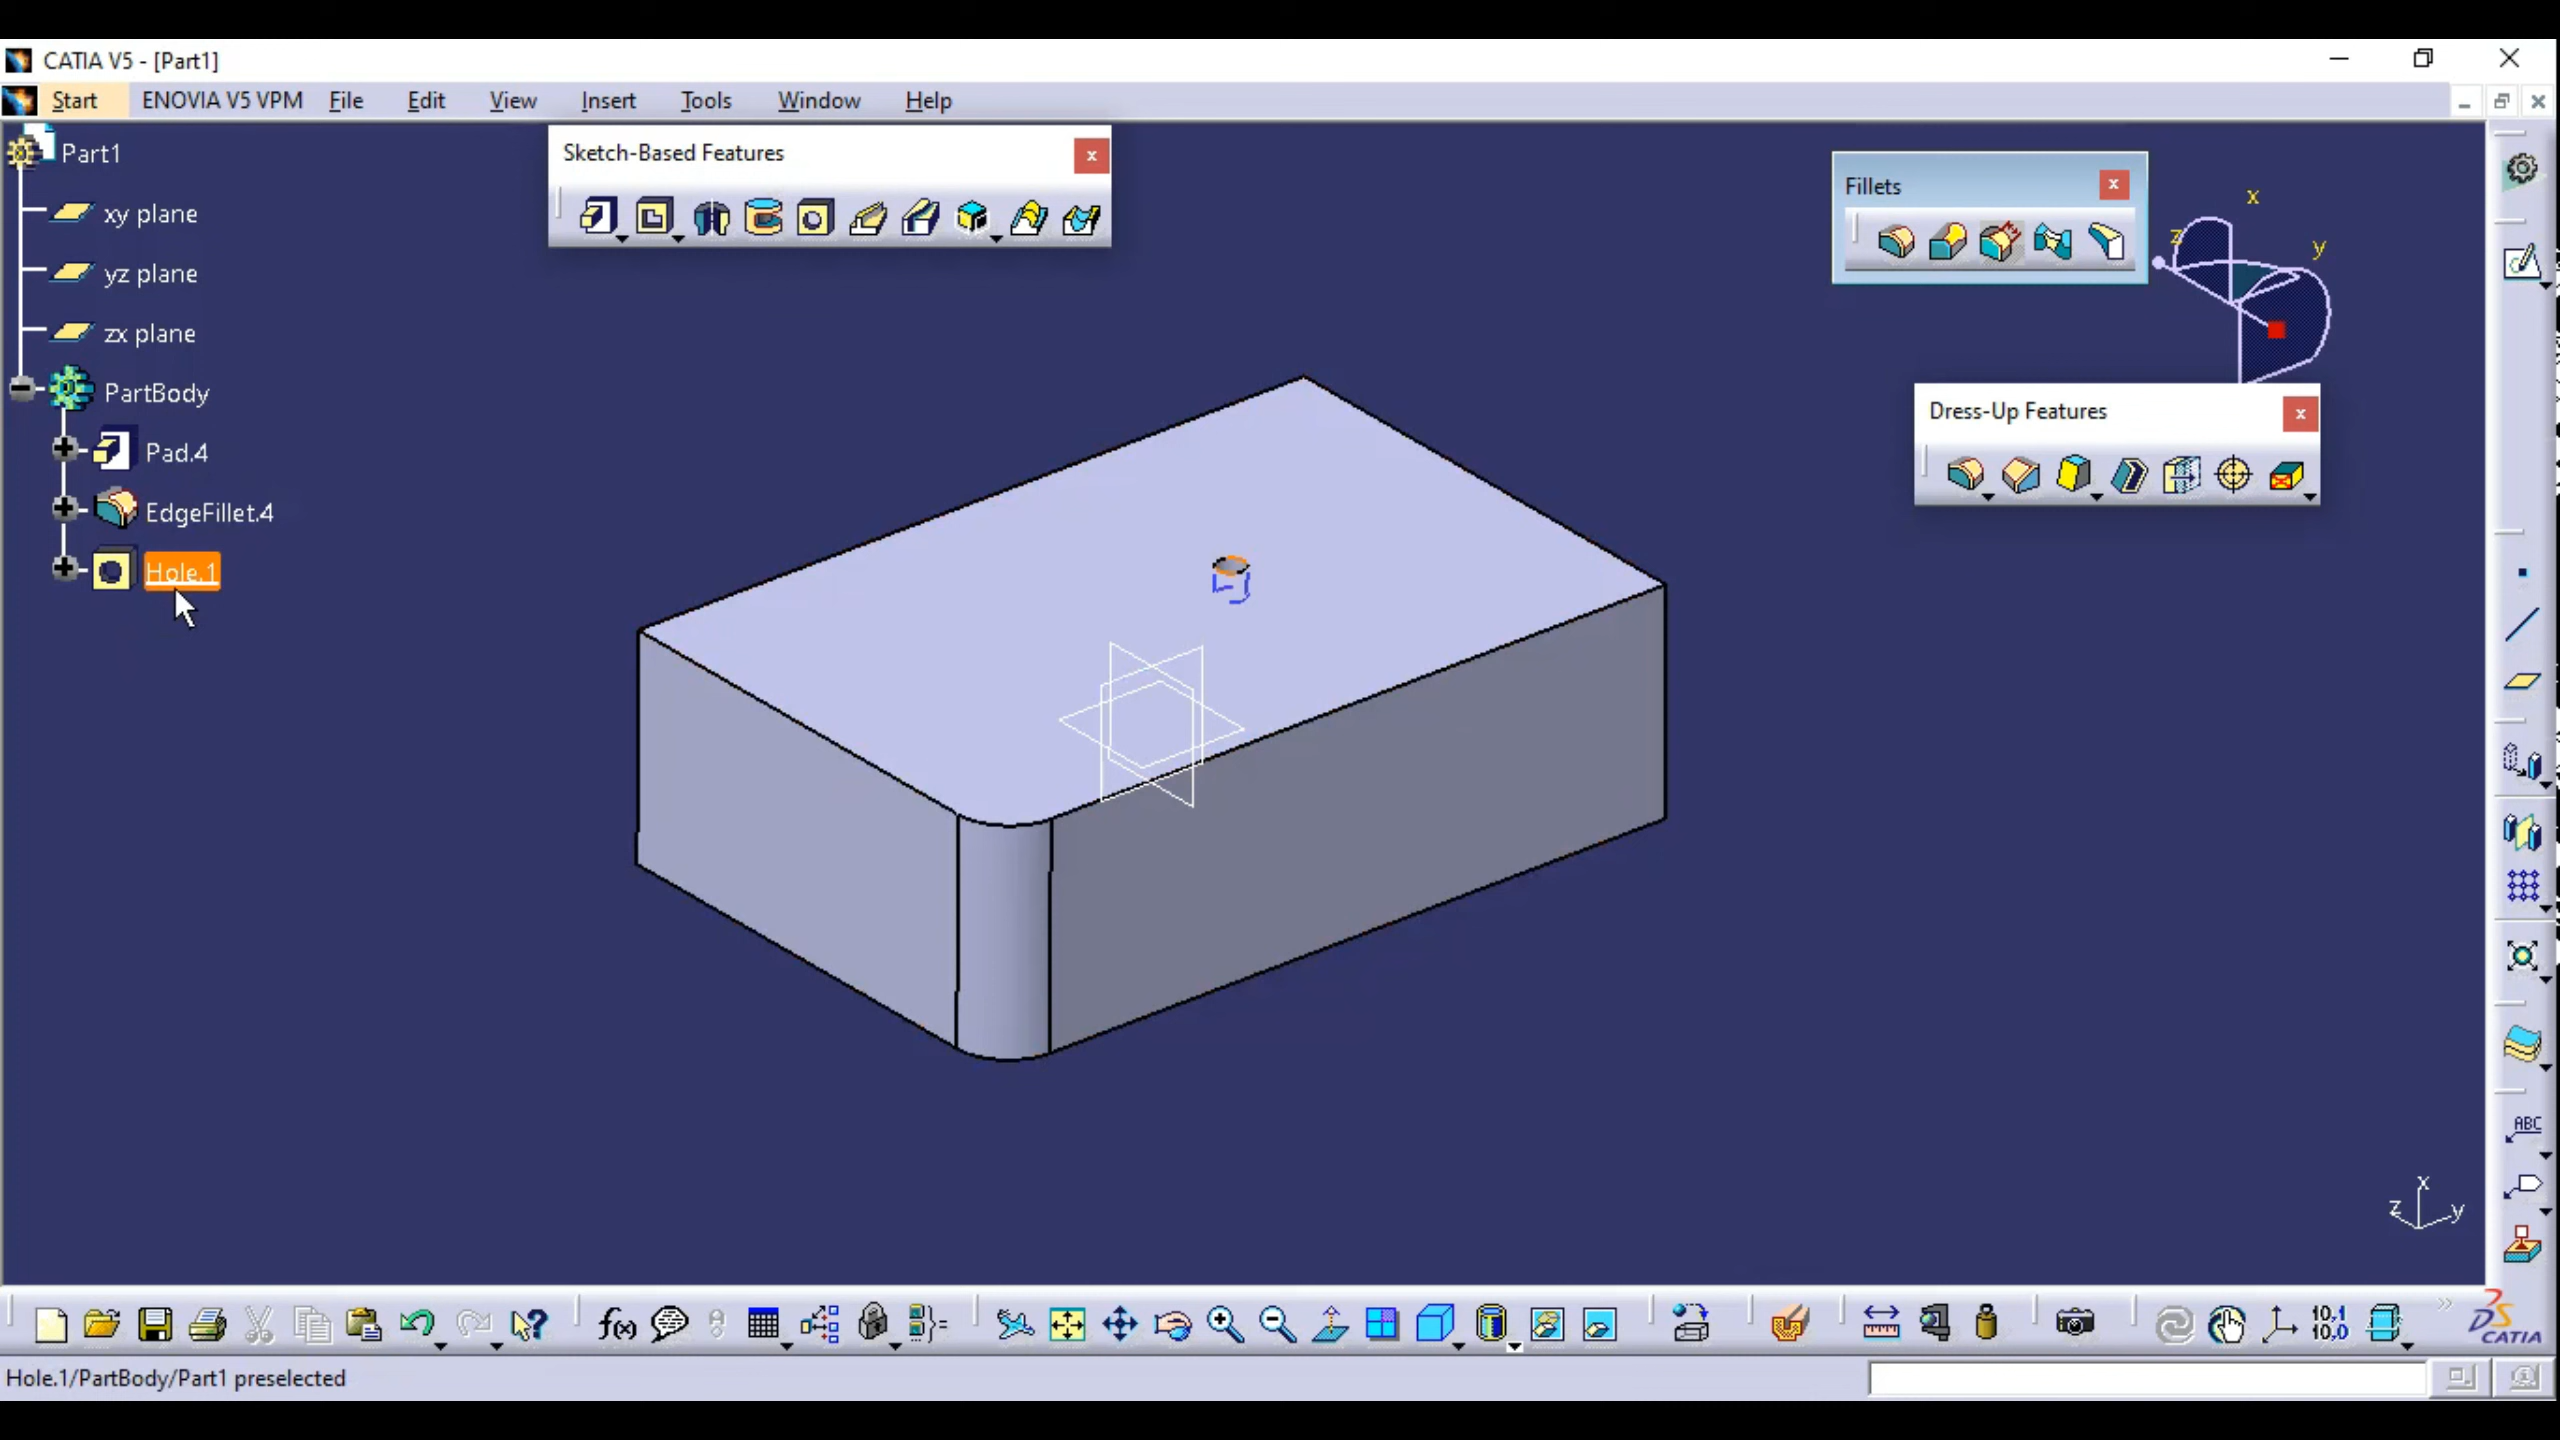 CATIA V5 - [Part1]
Start ENOVIA V5 VPM File Edit View Insert Tools Window Help
Part1
xy plane
yz plane
zx plane
PartBody
Pad.4
EdgeFillet.4
Hole.1
Sketch-Based Features
Fillets
x
z
y
Dress-Up Features
x
z
y
ABC
f(x)
10,1
10,0
CATIA
Hole.1/PartBody/Part1 preselected